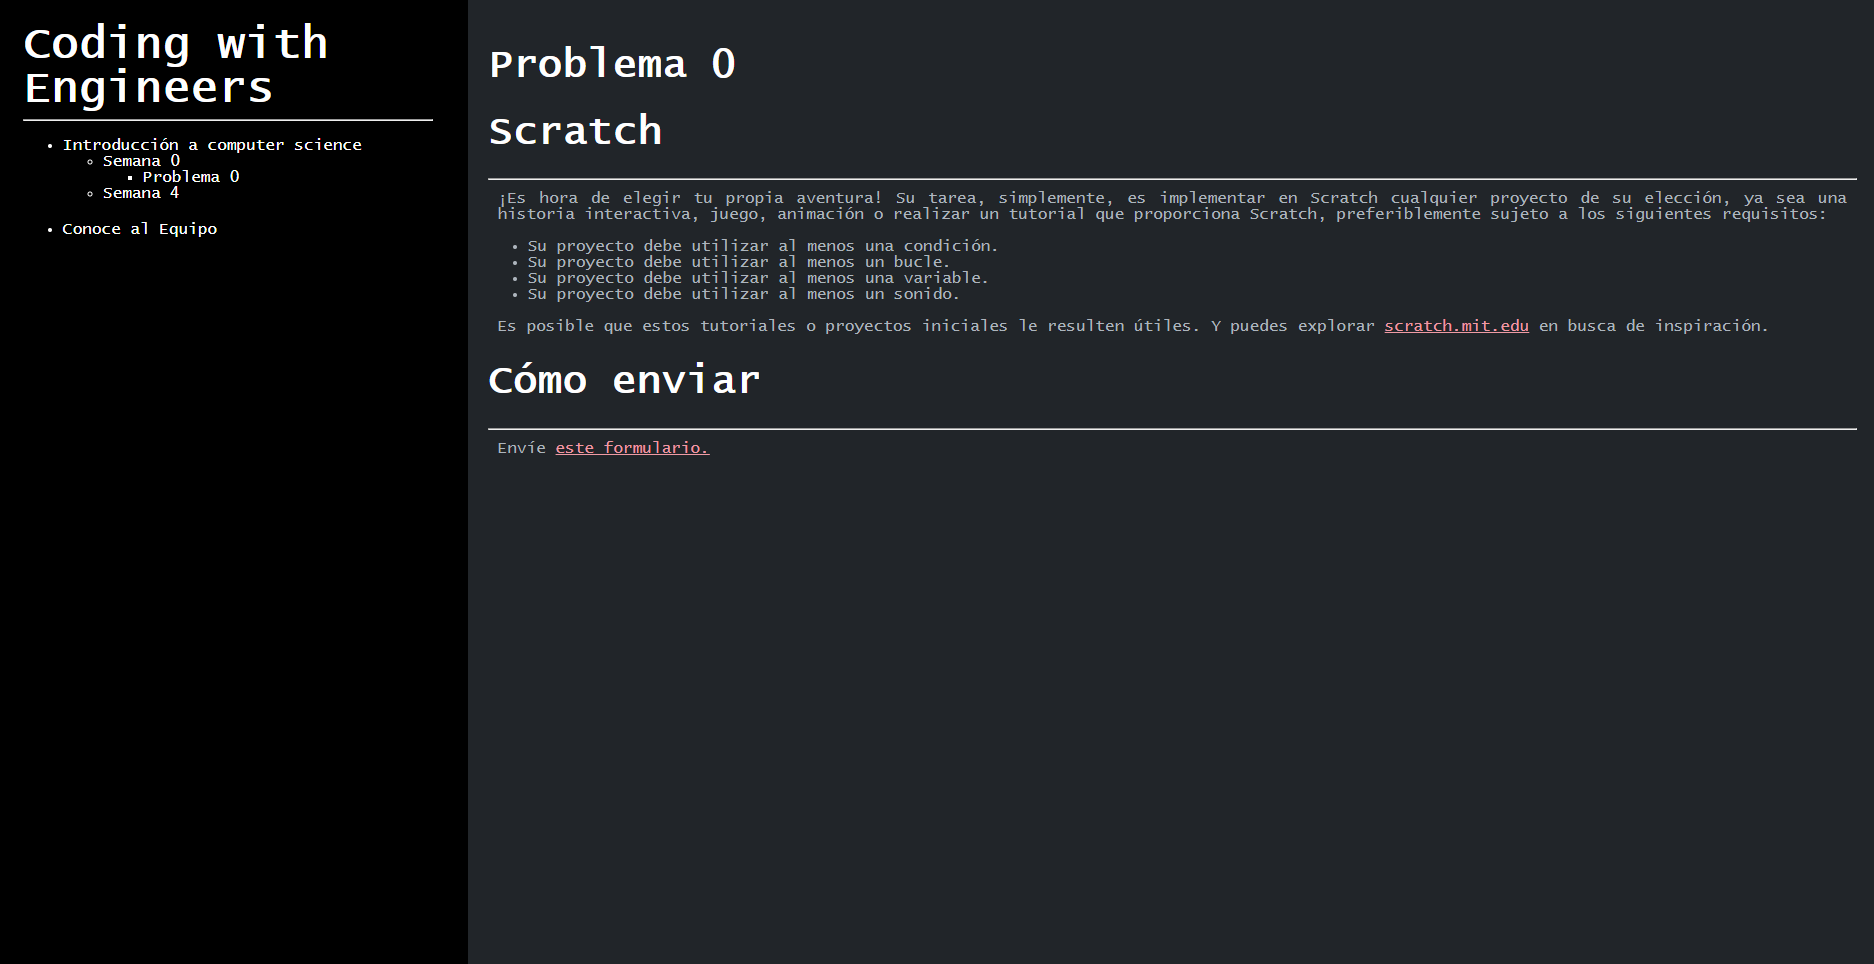 Coding with
Engineers
Introducción a computer science
Semana 0
Problema 0
Semana 4
Conoce al Equipo
Problema 0
Scratch
¡Es hora de elegir tu propia aventura! Su tarea, simplemente, es implementar en Scratch cualquier proyecto de su elección, ya sea una
historia interactiva, juego, animación o realizar un tutorial que proporciona Scratch, preferiblemente sujeto a los siguientes requisitos:
Su proyecto debe utilizar al menos una condición.
Su proyecto debe utilizar al menos un bucle.
Su proyecto debe utilizar al menos una variable.
Su proyecto debe utilizar al menos un sonido.
Es posible que estos tutoriales o proyectos iniciales le resulten útiles. Y puedes explorar scratch.mit.edu en busca de inspiración.
Cómo enviar
Envíe este formulario.